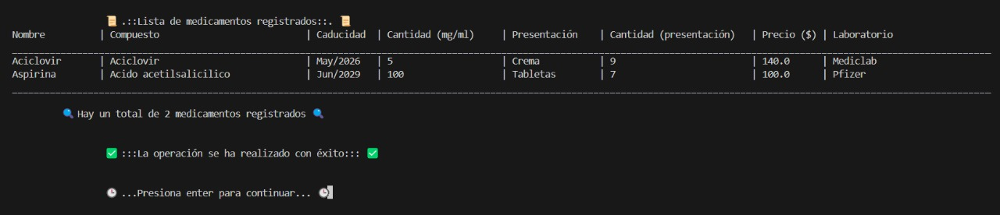 📜 .::Lista de medicamentos registrados::. 📜
Nombre | Compuesto | Caducidad | Cantidad (mg/ml) | Presentación | Cantidad (presentación) | Precio ($) | Laboratorio
Aciclovir | Aciclovir | May/2026 | 5 | Crema | 9 | 140.0 | Mediclab
Aspirina | Acido acetilsalicilico | Jun/2029 | 100 | Tabletas | 7 | 100.0 | Pfizer
🔍 Hay un total de 2 medicamentos registrados 🔍
✅ :::La operación se ha realizado con éxito::: ✅
🕒 ...Presiona enter para continuar... 🕒